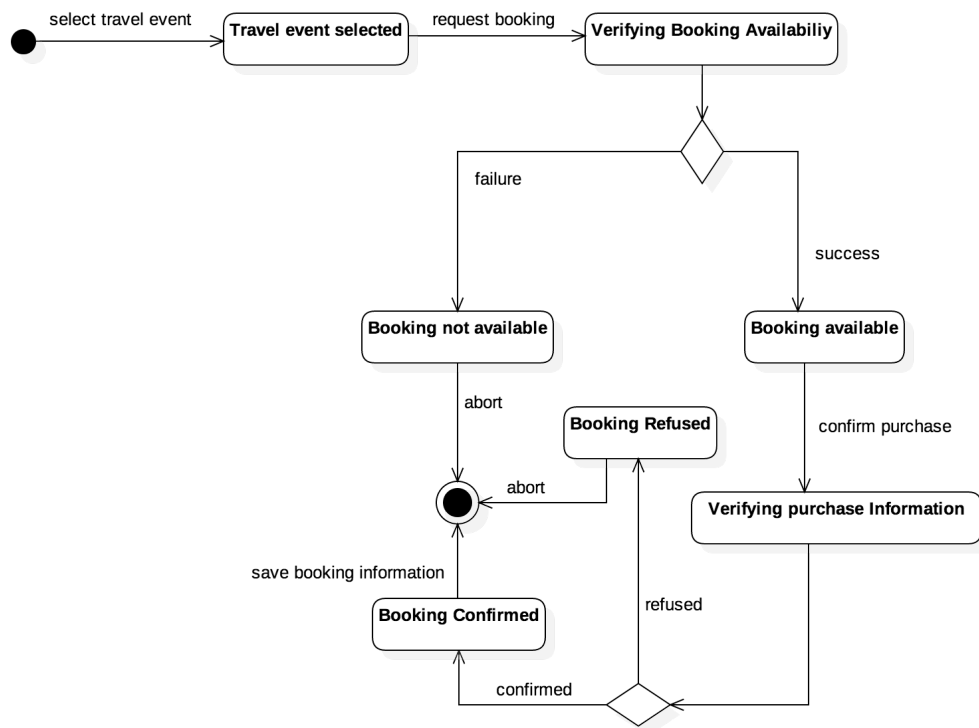 select travel event
Travel event selected
request booking
Verifying Booking Availabiliy
failure
success
Booking not available
Booking available
abort
Booking Refused
confirm purchase
abort
Verifying purchase Information
save booking information
Booking Confirmed
refused
confirmed